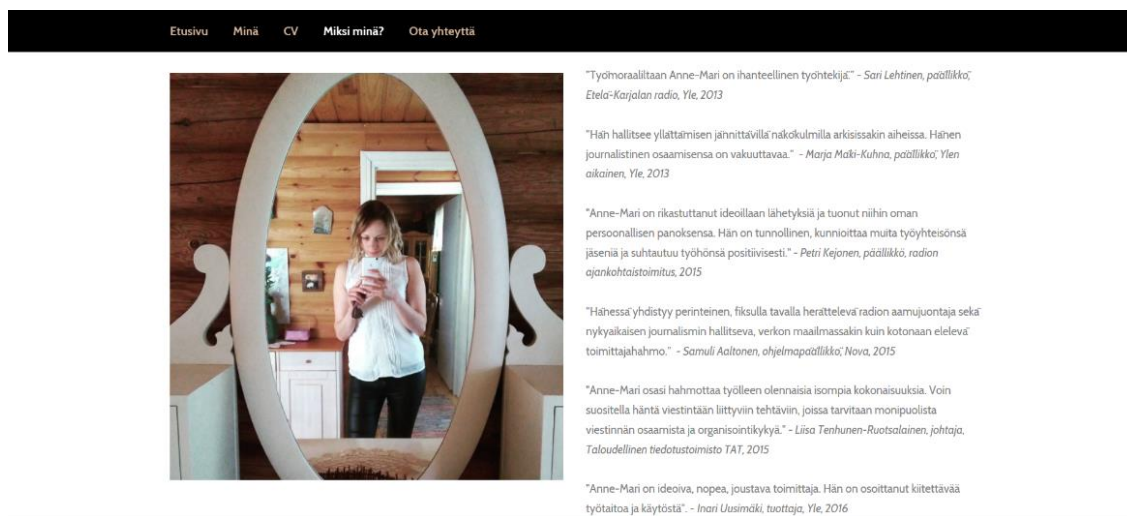 Etusivu Minä CV Miksi minä? Ota yhteyttä
"Työmoraaliltaan Anne-Mari on ihanteellinen työntekijä." - Sari Lehtinen, päällikkö,
Etelä-Karjalan radio, Yle, 2013
"Hän hallitsee yllättämisen jännittävillä näkökulmilla arkisissakin aiheissa. Hänen
journalistinen osaamisensa on vakuuttavaa." - Marja Mäki-Kuhna, päällikkö, Ylen
aikainen, Yle, 2013
"Anne-Mari on rikastuttanut ideoillaan lähetyksiä ja tuonut niihin oman
persoonallisen panoksensa. Hän on tunnollinen, kunnioittaa muita työyhteisönsä
jäseniä ja suhtautuu työhönsä positiivisesti." - Petri Kejonen, päällikkö, radion
ajankohtaistoimitus, 2015
"Hänessä yhdistyy perinteinen, fiksulla tavalla herättelevä radion aamujuontaja sekä
nykyaikaisen journalismin hallitseva, verkon maailmassakin kuin kotonaan elelevä
toimittajahahmo." - Samuli Aaltonen, ohjelmapäällikkö, Nova, 2015
"Anne-Mari osasi hahmottaa työlleen olennaisia isompia kokonaisuuksia. Voin
suositella häntä viestintään liittyviin tehtäviin, joissa tarvitaan monipuolista
viestinnän osaamista ja organisointikykyä." - Liisa Tenhunen-Ruotsalainen, johtaja,
Taloudellinen tiedotustoimisto TAT, 2015
"Anne-Mari on ideoiva, nopea, joustava toimittaja. Hän on osoittanut kiitettävää
työtaitoa ja käytöstä". - Inari Uusimäki, tuottaja, Yle, 2016